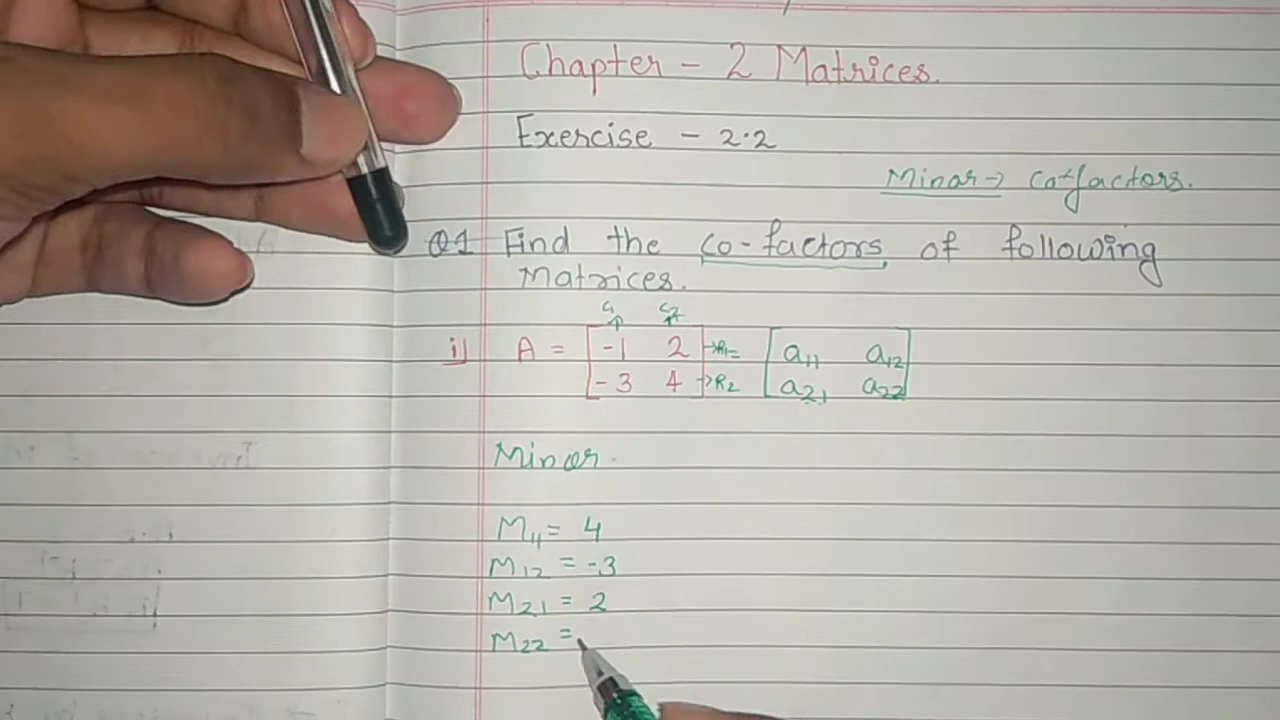 Chapter - 2 Matrices.
Exercise - 2.2
Minor → Co-factors.
Q1 Find the co-factors of following
Matrices.
C1 C2
i) A = [ -1 2 →R1 [ a11 a12
-3 4 ] →R2 a21 a22 ]
Minor.
M11 = 4
M12 = -3
M21 = 2
M22 =